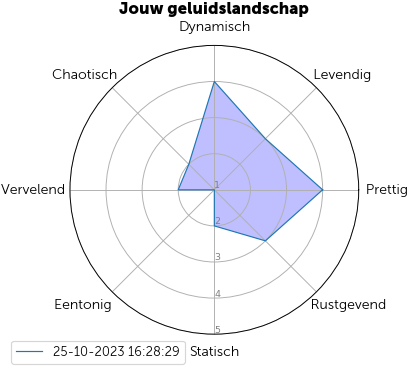 Jouw geluidslandschap
Dynamisch
Chaotisch
Levendig
Vervelend
1
Prettig
2
3
4
Eentonig
Rustgevend
5
25-10-2023 16:28:29
Statisch